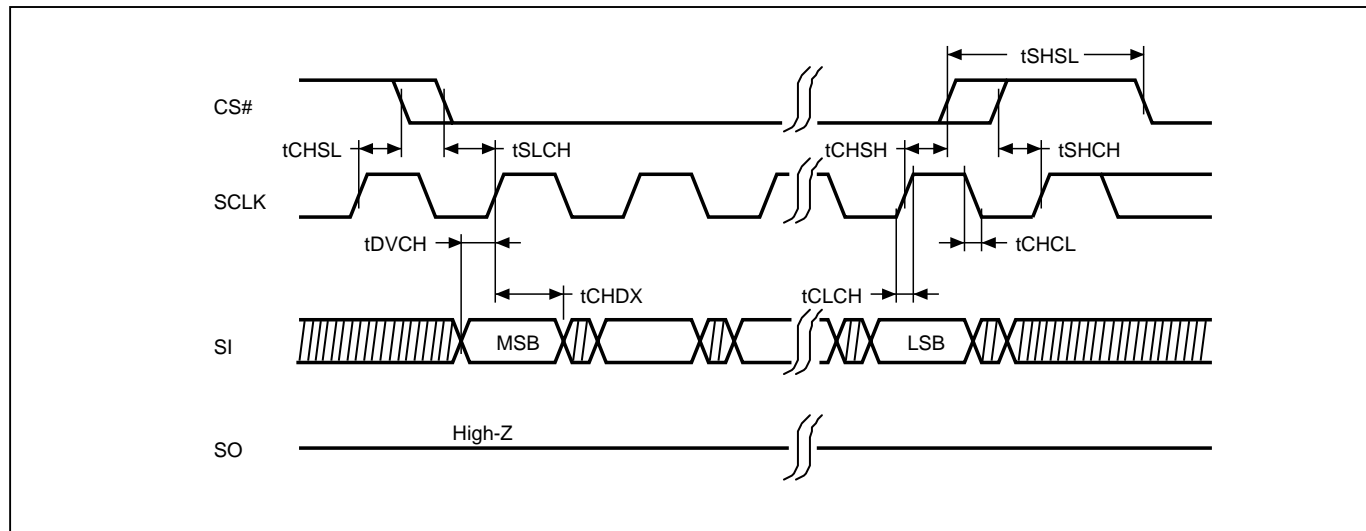 tSHSL
CS#
tCHSL
tSLCH
tCHSH
tSHCH
SCLK
tDVCH
tCHCL
tCHDX
tCLCH
SI
MSB
LSB
High-Z
SO